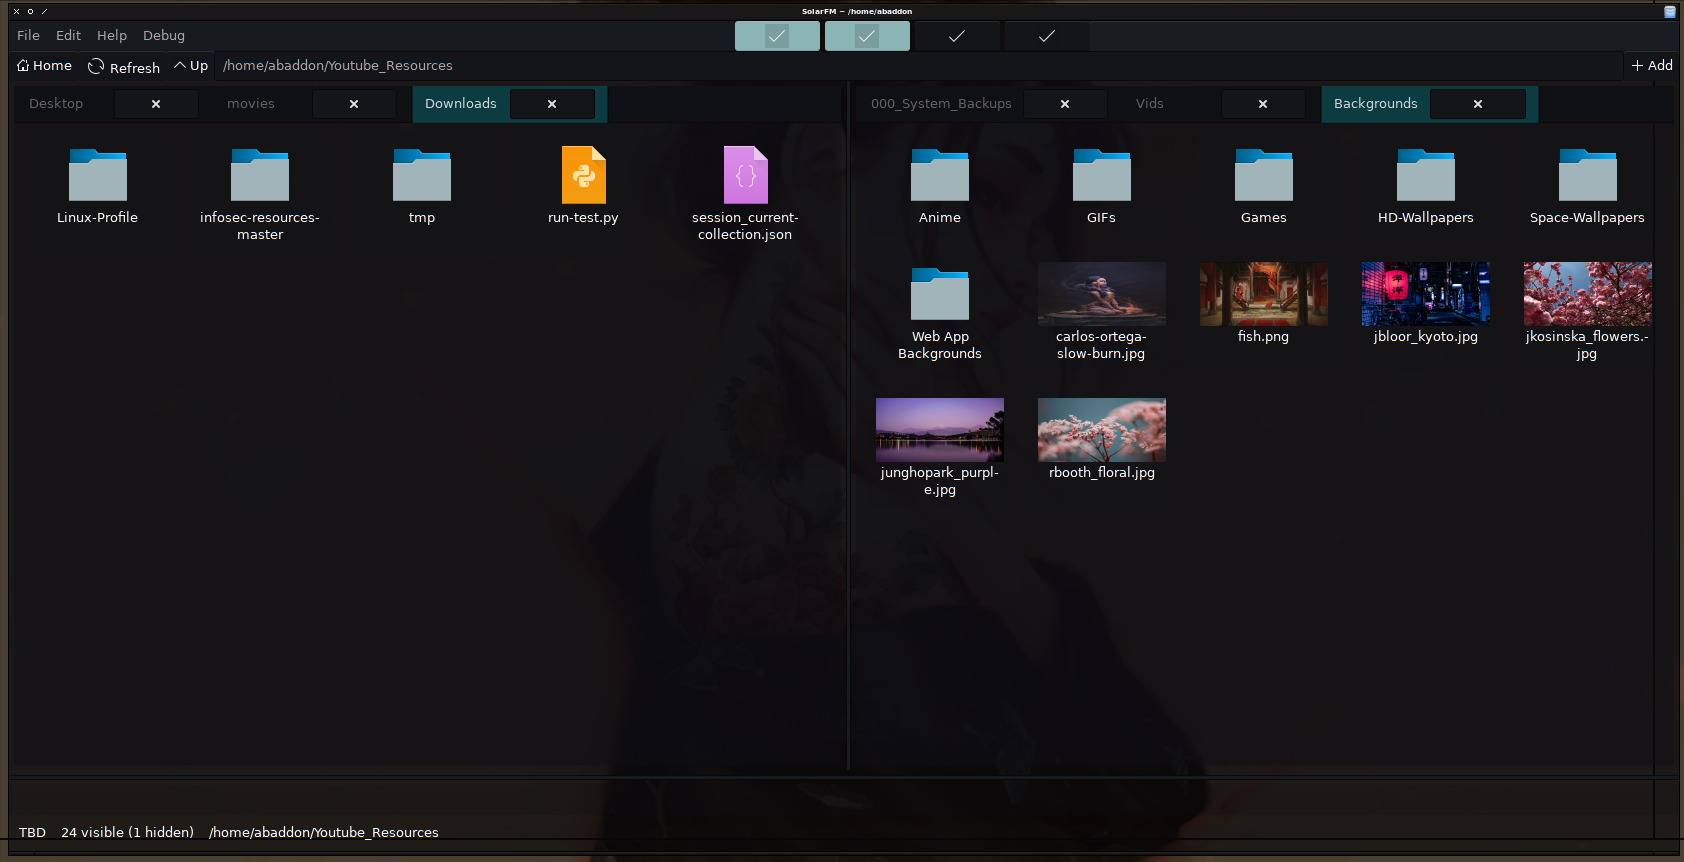 SolarFM ~ /home/abaddon
File Edit Help Debug
Home Refresh Up /home/abaddon/Youtube_Resources Add
Desktop movies Downloads
000_System_Backups Vids Backgrounds
Linux-Profile
infosec-resources-
master
tmp
run-test.py
session_current-
collection.json
Anime
GIFs
Games
HD-Wallpapers
Space-Wallpapers
Web App
Backgrounds
carlos-ortega-
slow-burn.jpg
fish.png
jbloor_kyoto.jpg
jkosinska_flowers.-
jpg
junghopark_purpl-
e.jpg
rbooth_floral.jpg
TBD 24 visible (1 hidden) /home/abaddon/Youtube_Resources